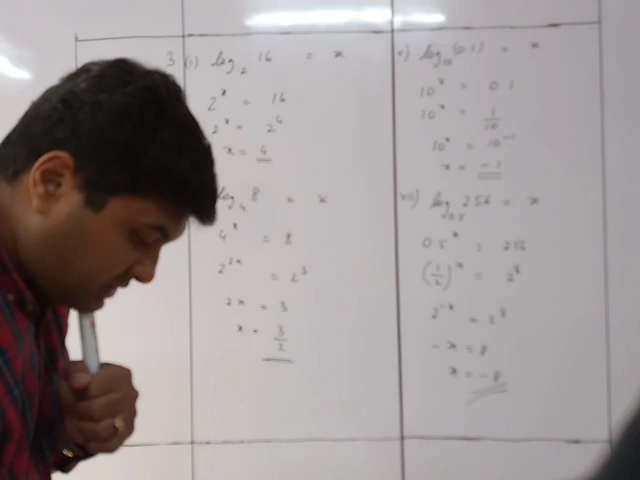 3 (i) log₂ 16 = x
2ˣ = 16
2ˣ = 2⁴
x = 4
log₄ 8 = x
4ˣ = 8
2²ˣ = 2³
2x = 3
x = 3/2
v) log₁₀ (0.1) = x
10ˣ = 0.1
10ˣ = 1/10
10ˣ = 10⁻¹
x = -1
vii) log₀.₅ 256 = x
0.5ˣ = 256
(1/2)ˣ = 2⁸
2⁻ˣ = 2⁸
-x = 8
x = -8